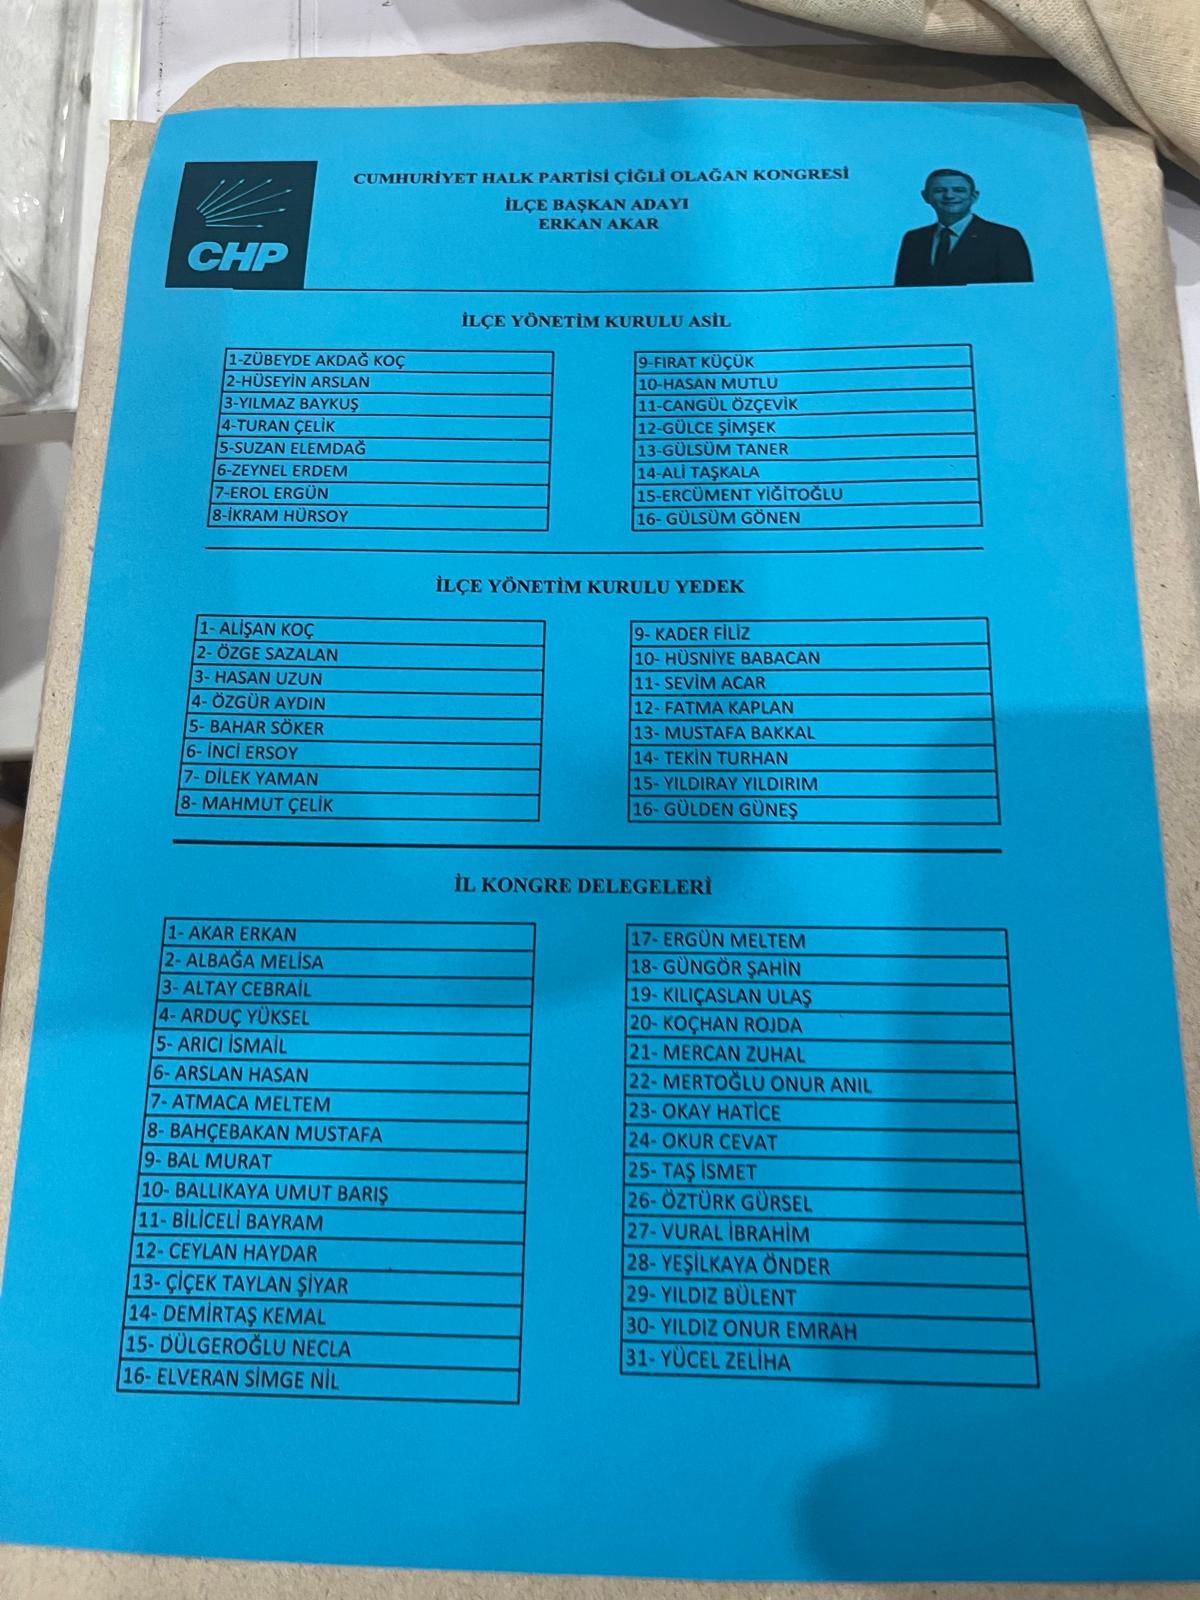 CHP
CUMHURİYET HALK PARTİSİ ÇİĞLİ OLAĞAN KONGRESİ
İLÇE BAŞKAN ADAYI
ERKAN AKAR
İLÇE YÖNETİM KURULU ASİL
1-ZÜBEYDE AKDAĞ KOÇ
2-HÜSEYİN ARSLAN
3-YILMAZ BAYKUŞ
4-TURAN ÇELİK
5-SUZAN ELEMDAĞ
6-ZEYNEL ERDEM
7-EROL ERGÜN
8-İKRAM HÜRSOY
9-FIRAT KÜÇÜK
10-HASAN MUTLU
11-CANGÜL ÖZÇEVİK
12-GÜLCE ŞİMŞEK
13-GÜLSÜM TANER
14-ALİ TAŞKALA
15-ERCÜMENT YİĞİTOĞLU
16- GÜLSÜM GÖNEN
İLÇE YÖNETİM KURULU YEDEK
1- ALİŞAN KOÇ
2- ÖZGE SAZALAN
3- HASAN UZUN
4- ÖZGÜR AYDIN
5- BAHAR SÖKER
6- İNCİ ERSOY
7- DİLEK YAMAN
8- MAHMUT ÇELİK
9- KADER FİLİZ
10- HÜSNİYE BABACAN
11- SEVİM ACAR
12- FATMA KAPLAN
13- MUSTAFA BAKKAL
14- TEKİN TURHAN
15- YILDIRAY YILDIRIM
16- GÜLDEN GÜNEŞ
İL KONGRE DELEGELERİ
1- AKAR ERKAN
2- ALBAĞA MELİSA
3- ALTAY CEBRAİL
4- ARDUÇ YÜKSEL
5- ARICI İSMAİL
6- ARSLAN HASAN
7- ATMACA MELTEM
8- BAHÇEBAKAN MUSTAFA
9- BAL MURAT
10- BALLIKAYA UMUT BARIŞ
11- BİLİCELİ BAYRAM
12- CEYLAN HAYDAR
13- ÇİÇEK TAYLAN ŞİYAR
14- DEMİRTAŞ KEMAL
15- DÜLGEROĞLU NECLA
16- ELVERAN SİMGE NİL
17- ERGÜN MELTEM
18- GÜNGÖR ŞAHİN
19- KILIÇASLAN ULAŞ
20- KOÇHAN ROJDA
21- MERCAN ZUHAL
22- MERTOĞLU ONUR ANIL
23- OKAY HATİCE
24- OKUR CEVAT
25- TAŞ İSMET
26- ÖZTÜRK GÜRSEL
27- VURAL İBRAHİM
28- YEŞİLKAYA ÖNDER
29- YILDIZ BÜLENT
30- YILDIZ ONUR EMRAH
31- YÜCEL ZELİHA